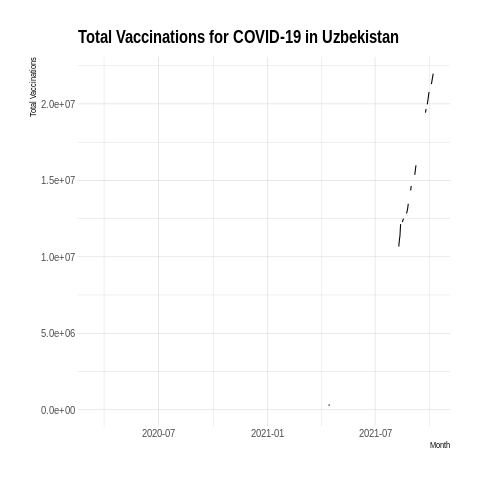 Total Vaccinations for COVID-19 in Uzbekistan
Total Vaccinations
2.0e+07
1.5e+07
1.0e+07
5.0e+06
0.0e+00
2020-07 2021-01 2021-07
Month